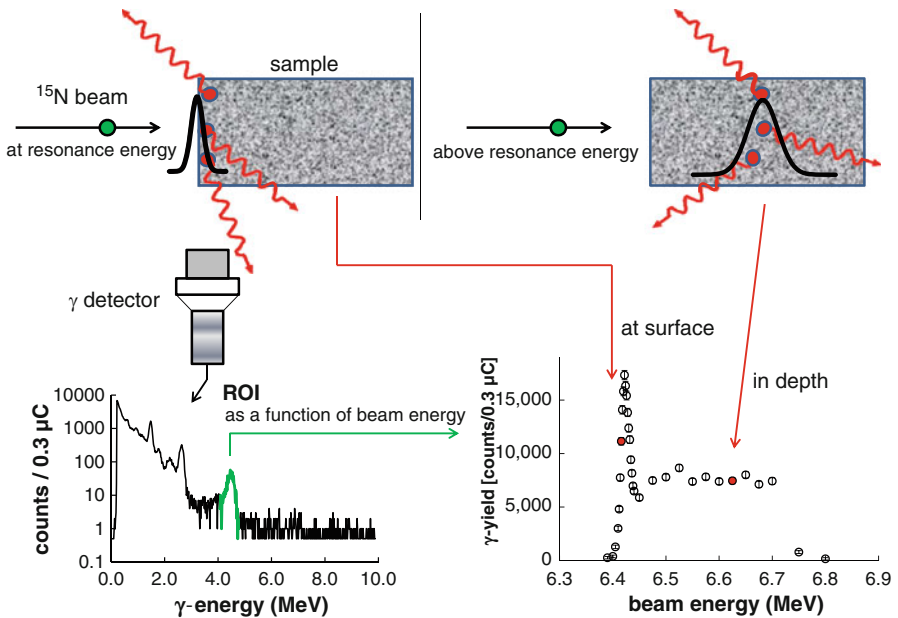 sample
¹⁵N beam
at resonance energy
above resonance energy
γ detector
at surface
in depth
ROI
as a function of beam energy
counts / 0.3 µC
10000
1000
100
10
1
0.1
0.0 2.0 4.0 6.0 8.0 10.0
γ-energy (MeV)
γ-yield [counts/0.3 µC]
15,000
10,000
5,000
0
6.3 6.4 6.5 6.6 6.7 6.8 6.9
beam energy (MeV)